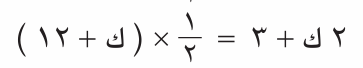 ٢ ك + ٣ = ١/٢ × ( ك + ١٢ )